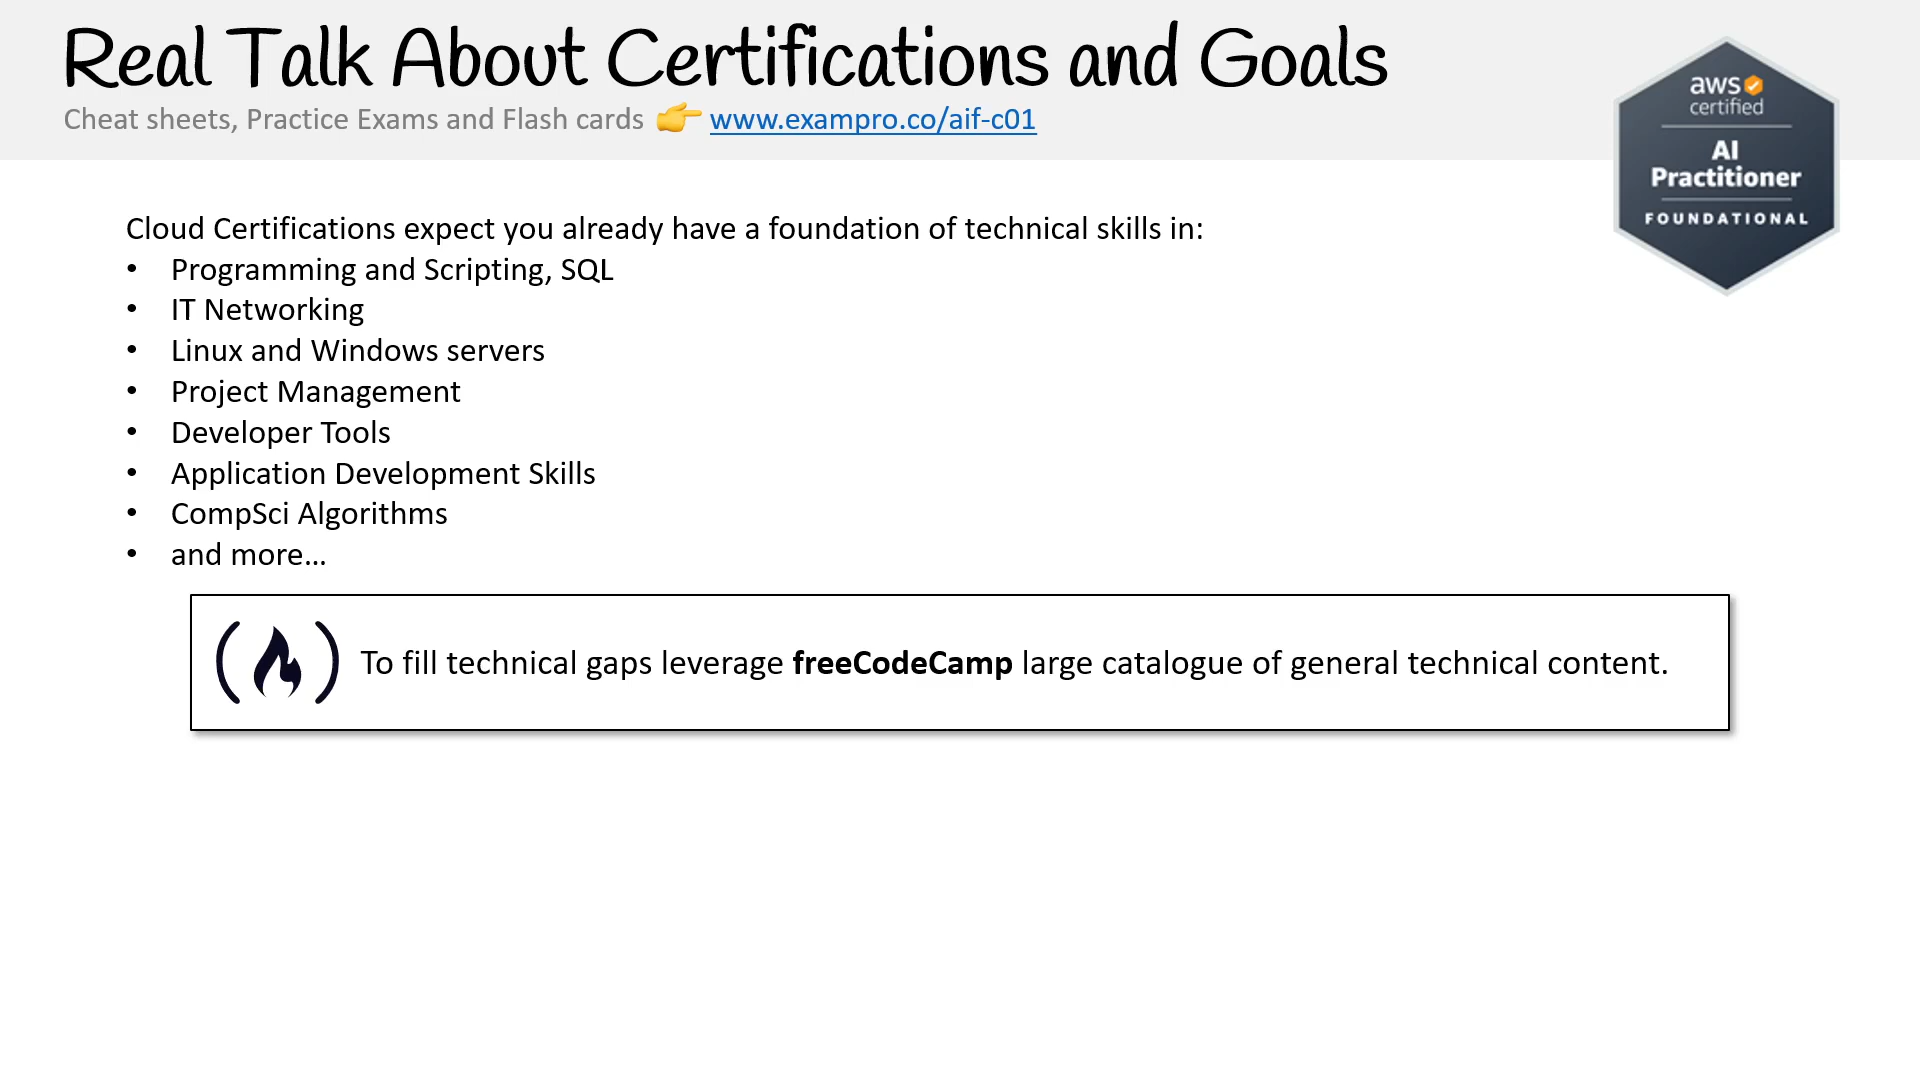 Real Talk About Certifications and Goals
Cheat sheets, Practice Exams and Flash cards 👉 www.exampro.co/aif-c01
aws
certified
AI
Practitioner
FOUNDATIONAL
Cloud Certifications expect you already have a foundation of technical skills in:
• Programming and Scripting, SQL
• IT Networking
• Linux and Windows servers
• Project Management
• Developer Tools
• Application Development Skills
• CompSci Algorithms
• and more…
To fill technical gaps leverage freeCodeCamp large catalogue of general technical content.